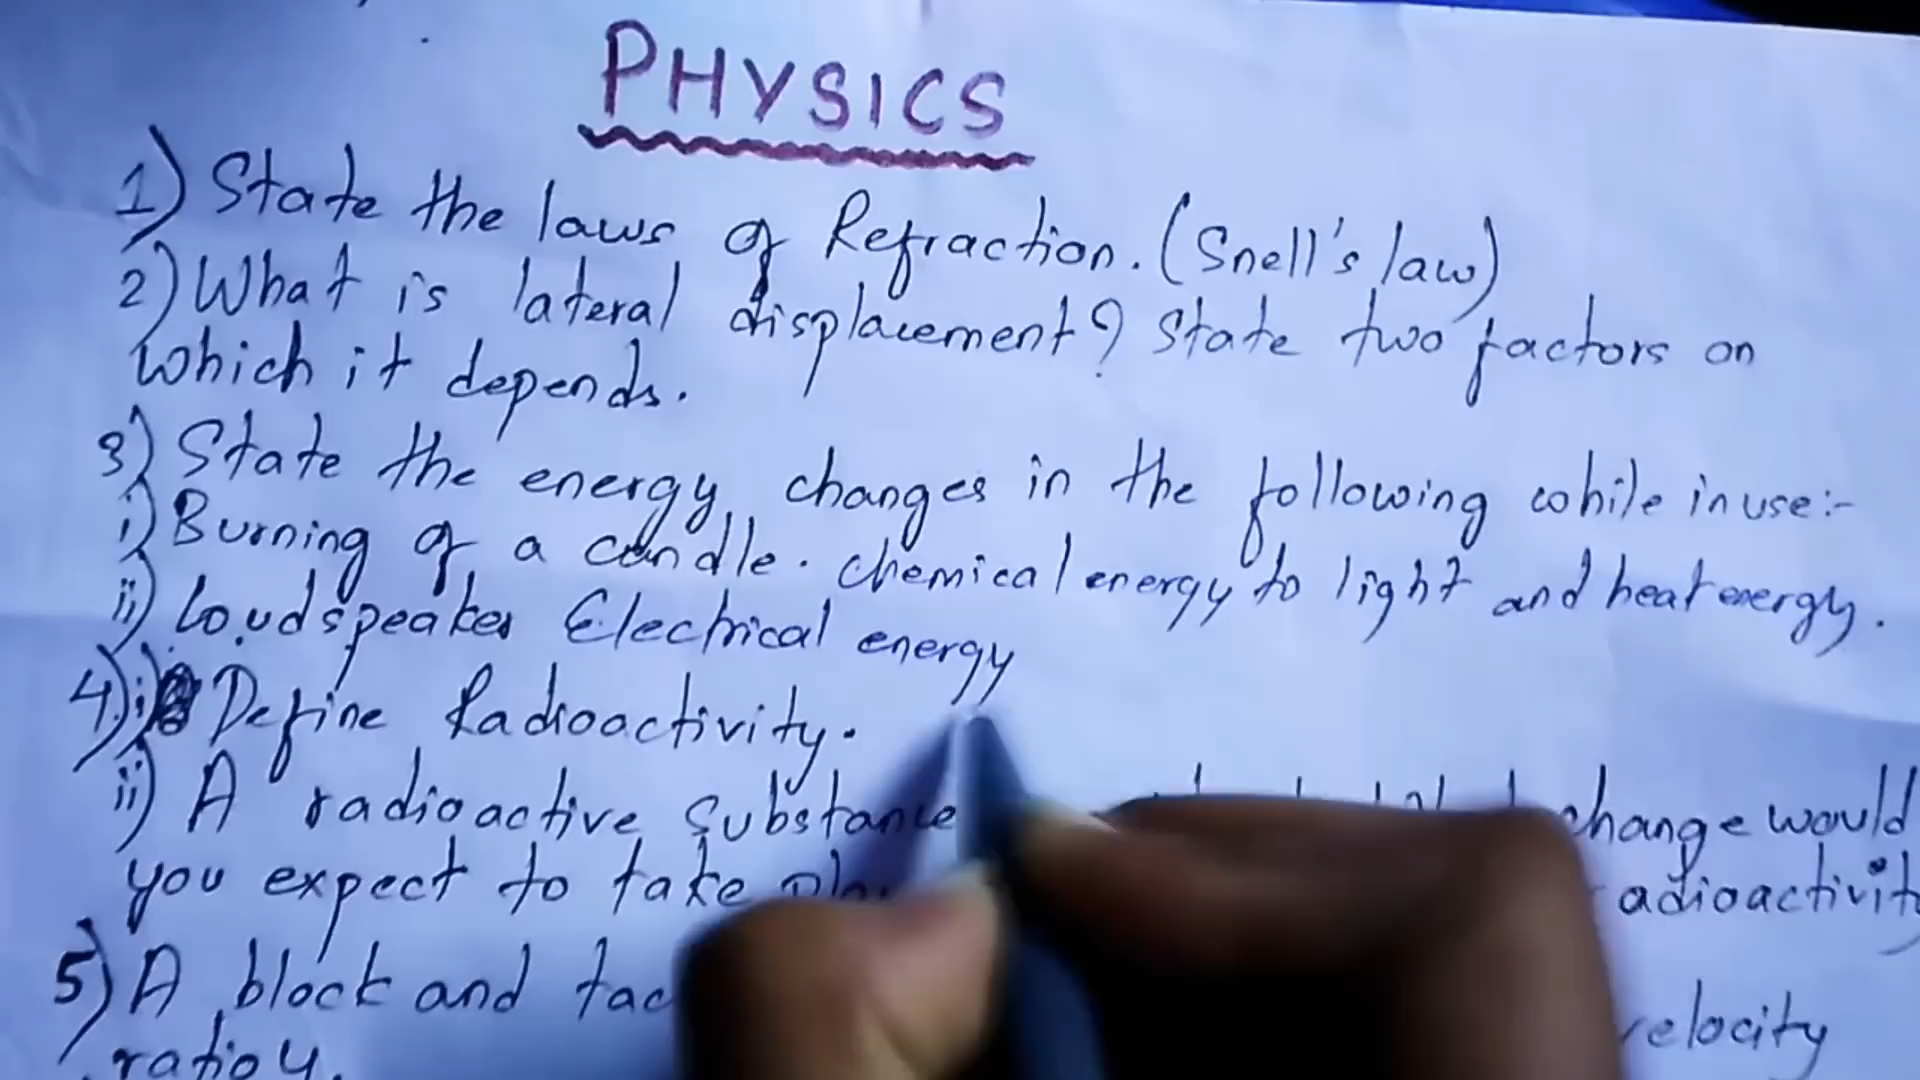 PHYSICS
1) State the laws of Refraction. (Snell's law)
2) What is lateral displacement? State two factors on
which it depends.
3) State the energy changes in the following while in use:-
i) Burning of a candle. Chemical energy to light and heat energy.
ii) Loudspeaker Electrical energy
4) i) Define Radioactivity.
ii) A radioactive substance change would
you expect to take radioactivity
5) A block and velocity
ratio 4.